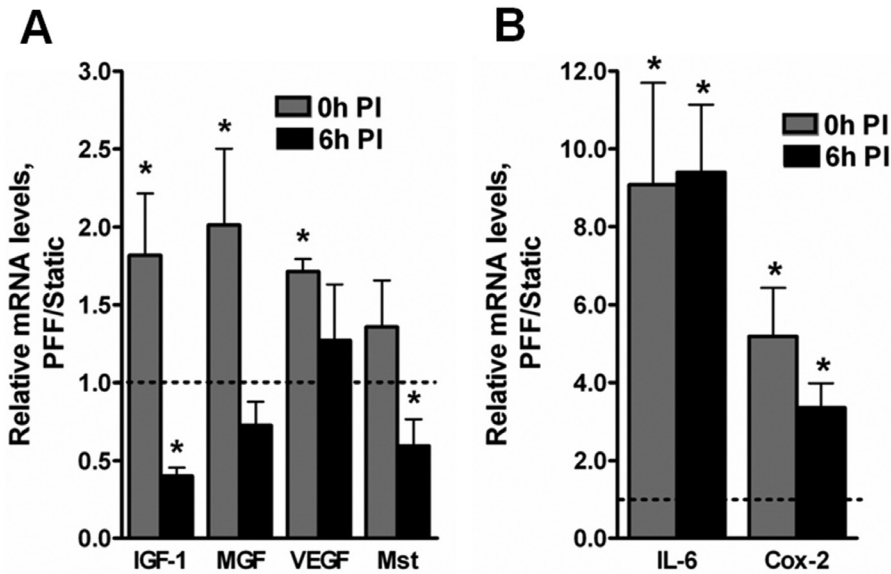 A
Relative mRNA levels,
PFF/Static
3.0
2.5
2.0
1.5
1.0
0.5
0.0
0h PI
6h PI
*
*
*
*
*
IGF-1 MGF VEGF Mst
B
Relative mRNA levels,
PFF/Static
12.0
10.0
8.0
6.0
4.0
2.0
0.0
0h PI
6h PI
*
*
*
*
IL-6 Cox-2